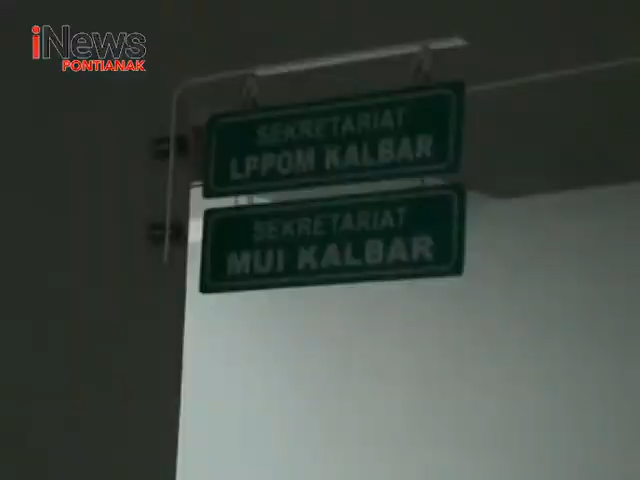 iNews
PONTIANAK
SEKRETARIAT
LPPOM KALBAR
SEKRETARIAT
MUI KALBAR